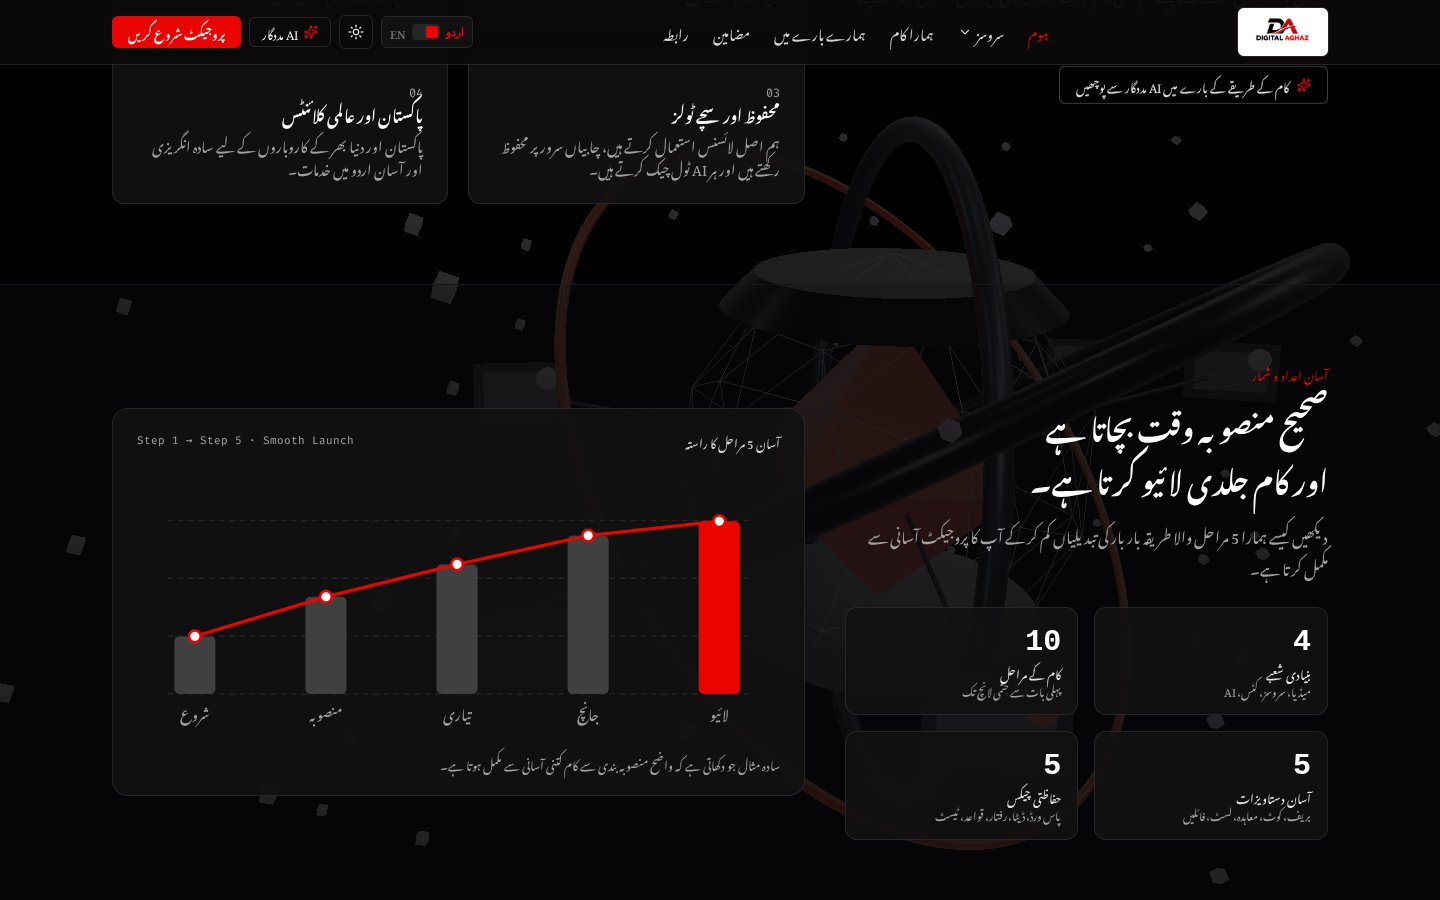 DA
DIGITAL AGHAZ
ہوم
سروسز
ہمارا کام
ہمارے بارے میں
مضامین
رابطہ
اردو
EN
AI مددگار
پروجیکٹ شروع کریں
کام کے طریقے کے بارے میں AI مددگار سے پوچھیں
03
محفوظ اور سچے ٹولز
ہم اصل لائسنس استعمال کرتے ہیں، چابیاں سرور پر محفوظ
رکھتے ہیں اور ہر AI ٹول چیک کرتے ہیں۔
04
پاکستان اور عالمی کلائنٹس
پاکستان اور دنیا بھر کے کاروباروں کے لیے سادہ انگریزی
اور آسان اردو میں خدمات۔
آسان اعداد و شمار
صحیح منصوبہ وقت بچاتا ہے
اور کام جلدی لائیو کرتا ہے۔
دیکھیں کیسے ہمارا 5 مراحل والا طریقہ بار بار کی تبدیلیاں کم کر کے آپ کا پروجیکٹ آسانی سے
مکمل کرتا ہے۔
4
بنیادی شعبے
میڈیا، سروسز، کٹس، AI
10
کام کے مراحل
پہلی بات سے حتمی لانچ تک
5
آسان دستاویزات
بریف، کوٹ، معاہدہ، لسٹ، فائلیں
5
حفاظتی چیکس
پاس ورڈ، ڈیٹا، رفتار، قواعد، ٹیسٹ
آسان 5 مراحل کا راستہ
Step 1 → Step 5 · Smooth Launch
شروع
منصوبہ
تیاری
جانچ
لائیو
سادہ مثال جو دکھاتی ہے کہ واضح منصوبہ بندی سے کام کتنی آسانی سے مکمل ہوتا ہے۔